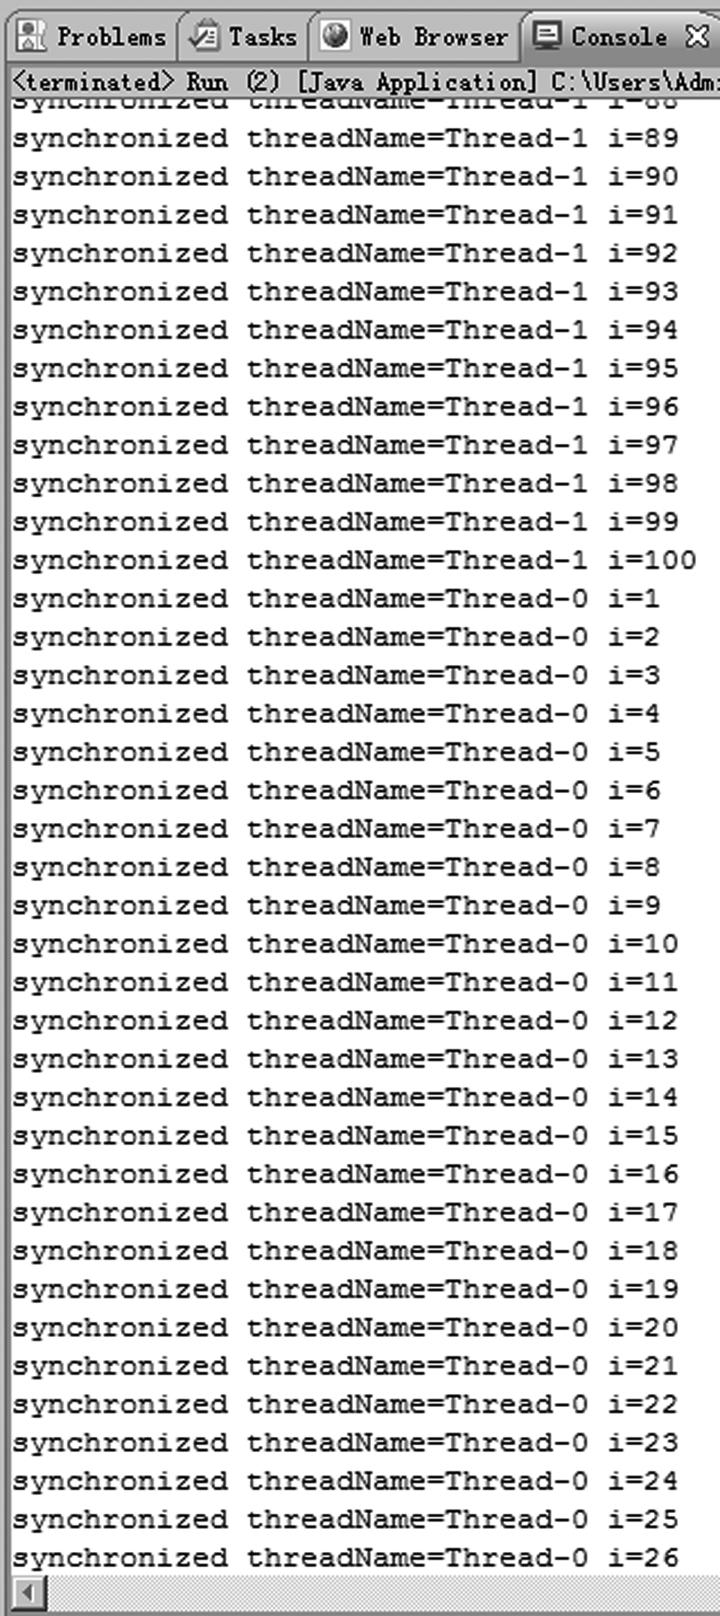 Problems Tasks Web Browser Console
<terminated> Run (2) [Java Application] C:\Users\Adm
synchronized threadName=Thread-1 i=88
synchronized threadName=Thread-1 i=89
synchronized threadName=Thread-1 i=90
synchronized threadName=Thread-1 i=91
synchronized threadName=Thread-1 i=92
synchronized threadName=Thread-1 i=93
synchronized threadName=Thread-1 i=94
synchronized threadName=Thread-1 i=95
synchronized threadName=Thread-1 i=96
synchronized threadName=Thread-1 i=97
synchronized threadName=Thread-1 i=98
synchronized threadName=Thread-1 i=99
synchronized threadName=Thread-1 i=100
synchronized threadName=Thread-0 i=1
synchronized threadName=Thread-0 i=2
synchronized threadName=Thread-0 i=3
synchronized threadName=Thread-0 i=4
synchronized threadName=Thread-0 i=5
synchronized threadName=Thread-0 i=6
synchronized threadName=Thread-0 i=7
synchronized threadName=Thread-0 i=8
synchronized threadName=Thread-0 i=9
synchronized threadName=Thread-0 i=10
synchronized threadName=Thread-0 i=11
synchronized threadName=Thread-0 i=12
synchronized threadName=Thread-0 i=13
synchronized threadName=Thread-0 i=14
synchronized threadName=Thread-0 i=15
synchronized threadName=Thread-0 i=16
synchronized threadName=Thread-0 i=17
synchronized threadName=Thread-0 i=18
synchronized threadName=Thread-0 i=19
synchronized threadName=Thread-0 i=20
synchronized threadName=Thread-0 i=21
synchronized threadName=Thread-0 i=22
synchronized threadName=Thread-0 i=23
synchronized threadName=Thread-0 i=24
synchronized threadName=Thread-0 i=25
synchronized threadName=Thread-0 i=26